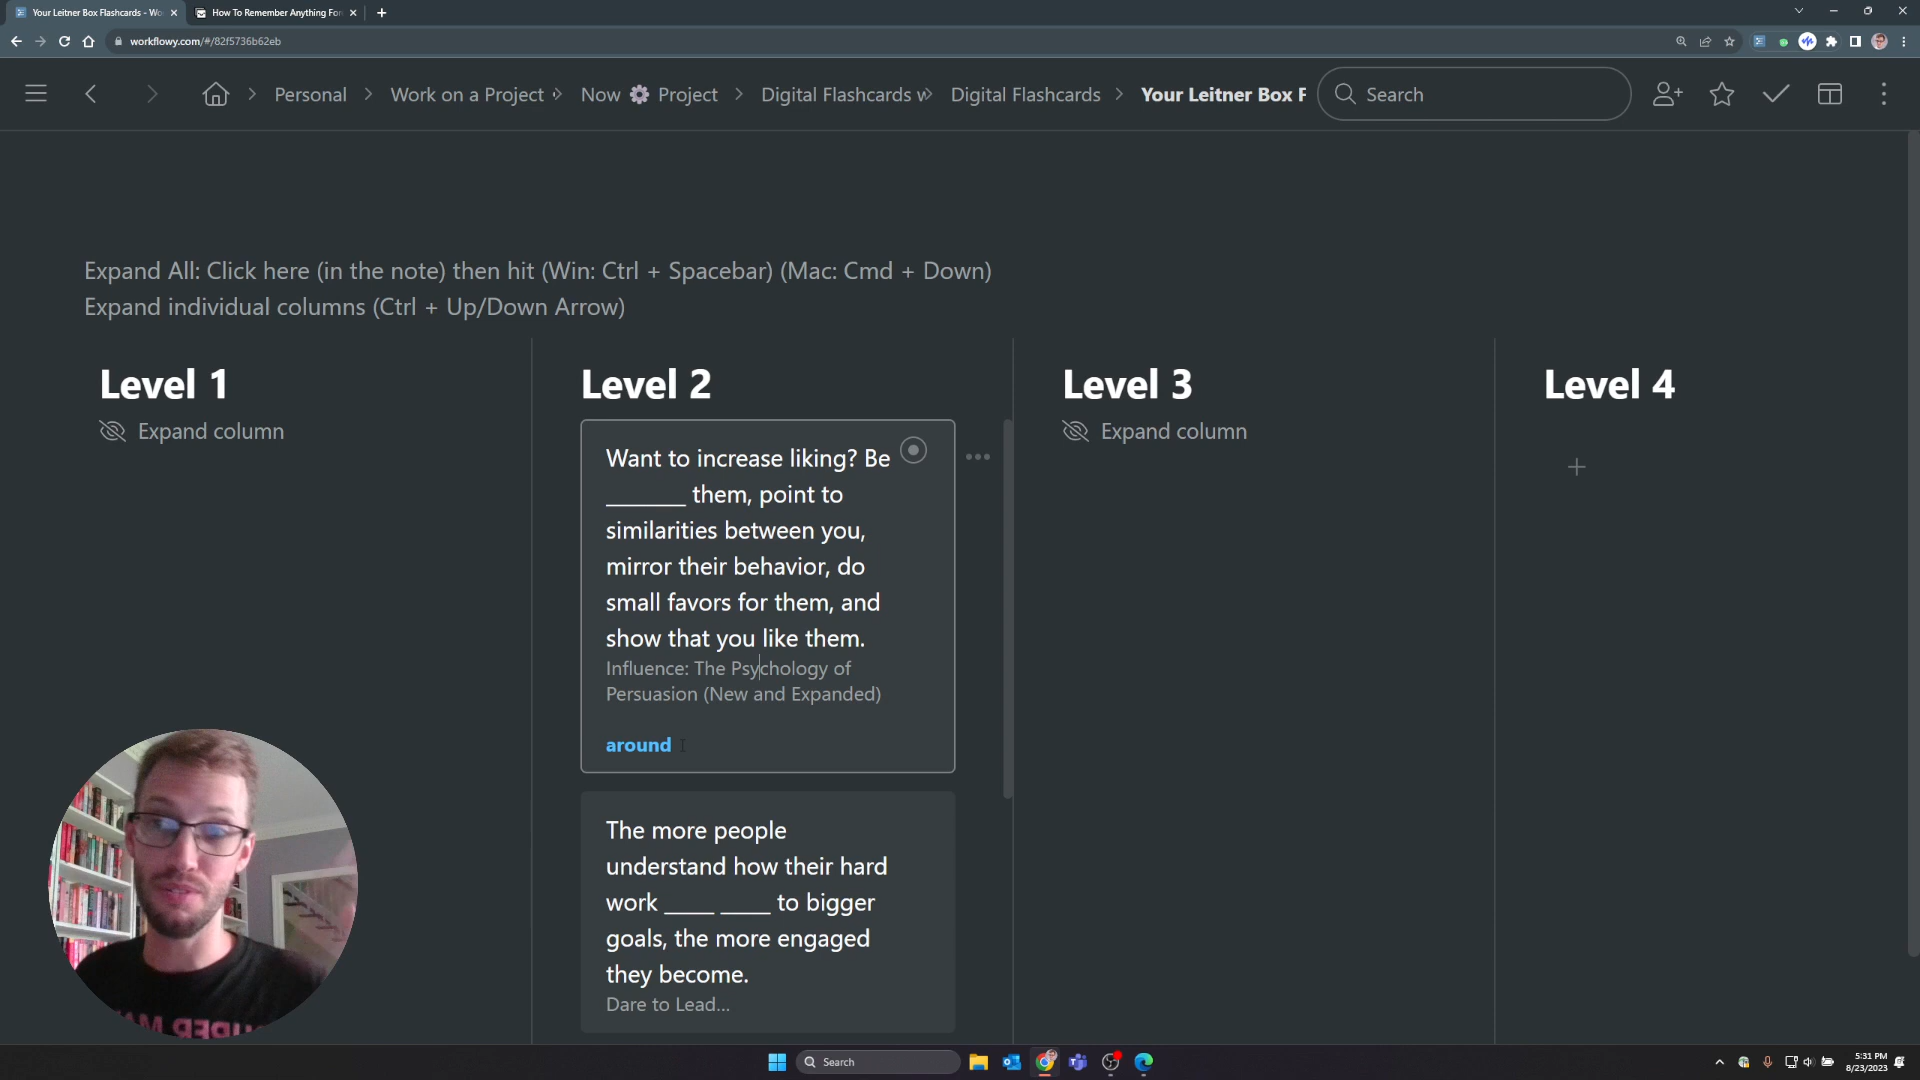 Your Leitner Box Flashcards - Wo
How To Remember Anything For
workflowy.com/#/82f5736b62eb
Personal > Work on a Project > Now Project > Digital Flashcards w > Digital Flashcards > Your Leitner Box F
Search
Expand All: Click here (in the note) then hit (Win: Ctrl + Spacebar) (Mac: Cmd + Down)
Expand individual columns (Ctrl + Up/Down Arrow)
Level 1
Expand column
Level 2
Want to increase liking? Be
________ them, point to
similarities between you,
mirror their behavior, do
small favors for them, and
show that you like them.
Influence: The Psychology of
Persuasion (New and Expanded)
around
The more people
understand how their hard
work _____ _____ to bigger
goals, the more engaged
they become.
Dare to Lead...
Level 3
Expand column
Level 4
Search
5:31 PM
8/23/2023